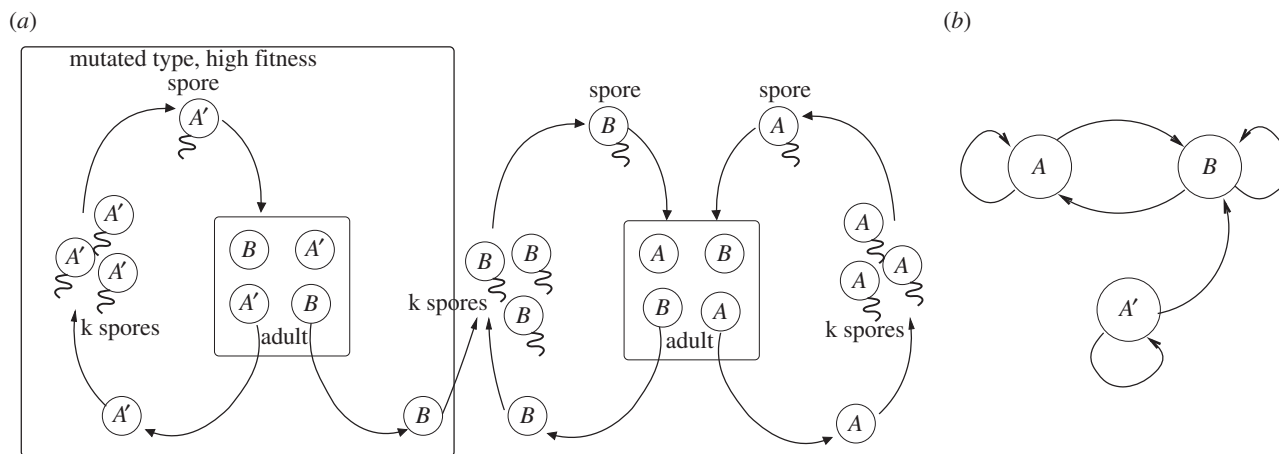 (a)
(b)
mutated type, high fitness
spore
A′
spore
B
spore
A
A′
A′
A′
k spores
B
A′
A′
B
adult
A′
B
B
B
B
k spores
B
A
B
B
A
adult
A
A
A
k spores
A
A
B
A′